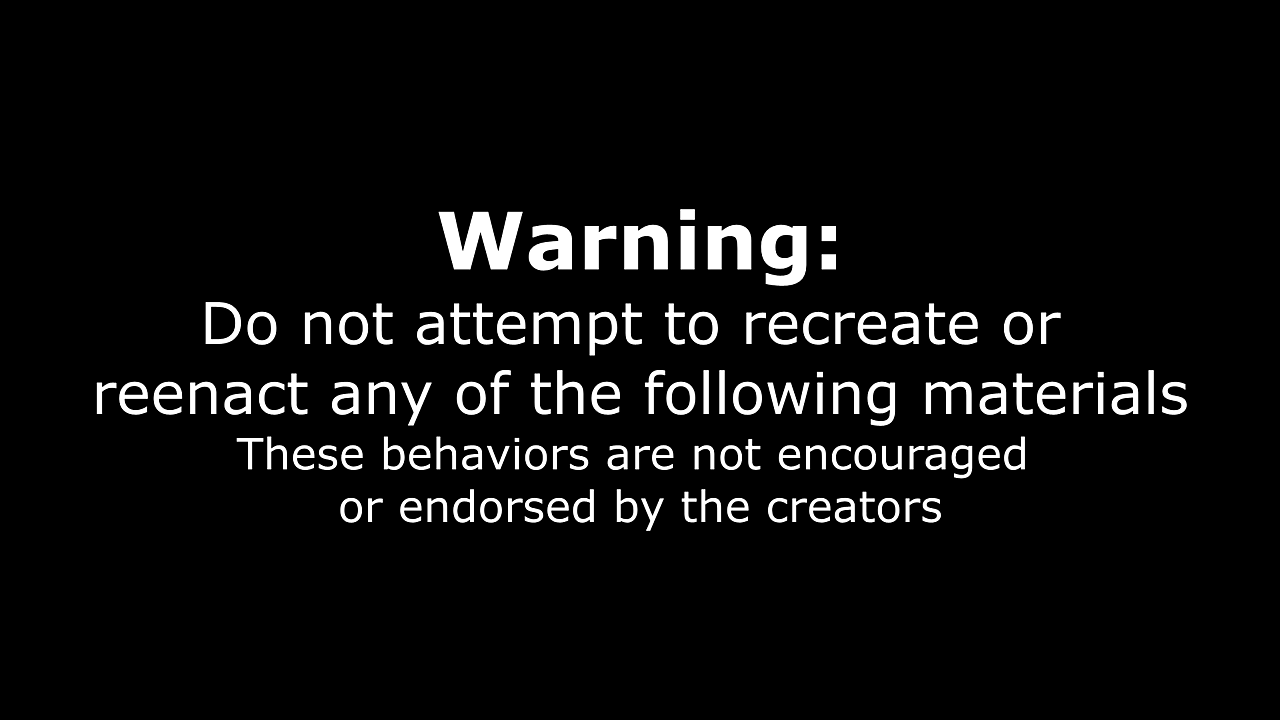 Warning:
Do not attempt to recreate or
reenact any of the following materials
These behaviors are not encouraged
or endorsed by the creators